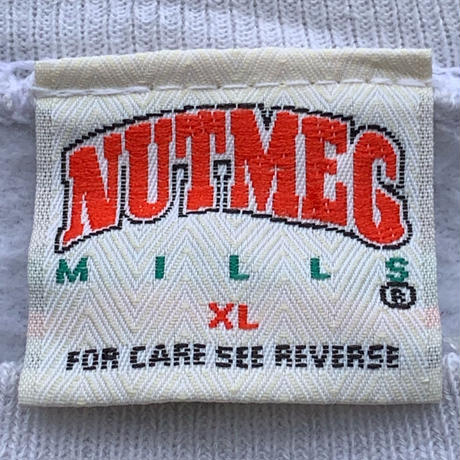 NUTMEG
MILLS®
XL
FOR CARE SEE REVERSE